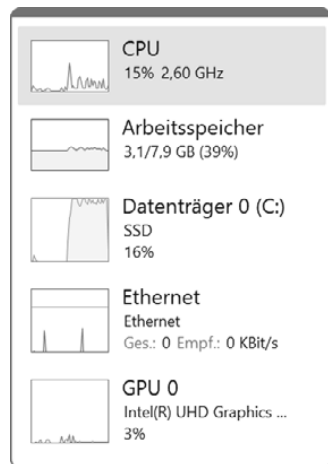 CPU
15% 2,60 GHz
Arbeitsspeicher
3,1/7,9 GB (39%)
Datenträger 0 (C:)
SSD
16%
Ethernet
Ethernet
Ges.: 0 Empf.: 0 KBit/s
GPU 0
Intel(R) UHD Graphics ...
3%